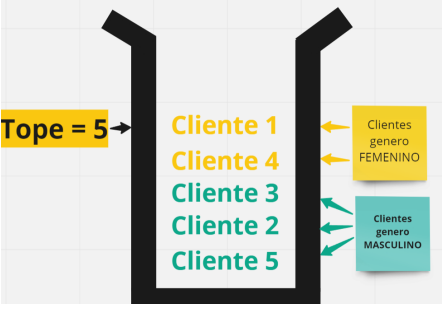 Tope = 5
Cliente 1
Cliente 4
Cliente 3
Cliente 2
Cliente 5
Clientes
genero
FEMENINO
Clientes
genero
MASCULINO